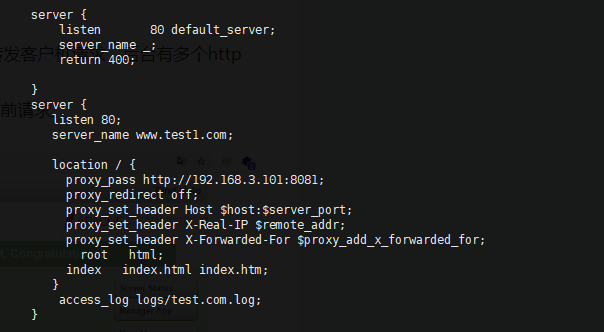 server {
listen 80 default_server;
server_name _;
return 400;
}
server {
listen 80;
server_name www.test1.com;
location / {
proxy_pass http://192.168.3.101:8081;
proxy_redirect off;
proxy_set_header Host $host:$server_port;
proxy_set_header X-Real-IP $remote_addr;
proxy_set_header X-Forwarded-For $proxy_add_x_forwarded_for;
root html;
index index.html index.htm;
}
access_log logs/test.com.log;
}